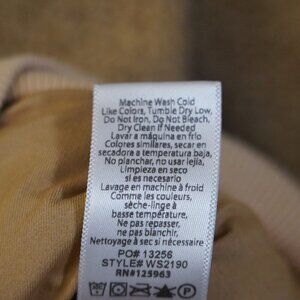 Machine Wash Cold
Like Colors, Tumble Dry Low,
Do Not Iron, Do Not Bleach,
Dry Clean If Needed
Lavar a máquina en frío
Colores similares, secar en
secadora a temperatura baja,
No planchar, no usar lejía,
Limpieza en seco
si es necesario
Lavage en machine à froid
Comme les couleurs,
sèche-linge à
basse température,
Ne pas repasser,
ne pas blanchir,
Nettoyage à sec si nécessaire
PO# 13256
STYLE# WS2190
RN#125963